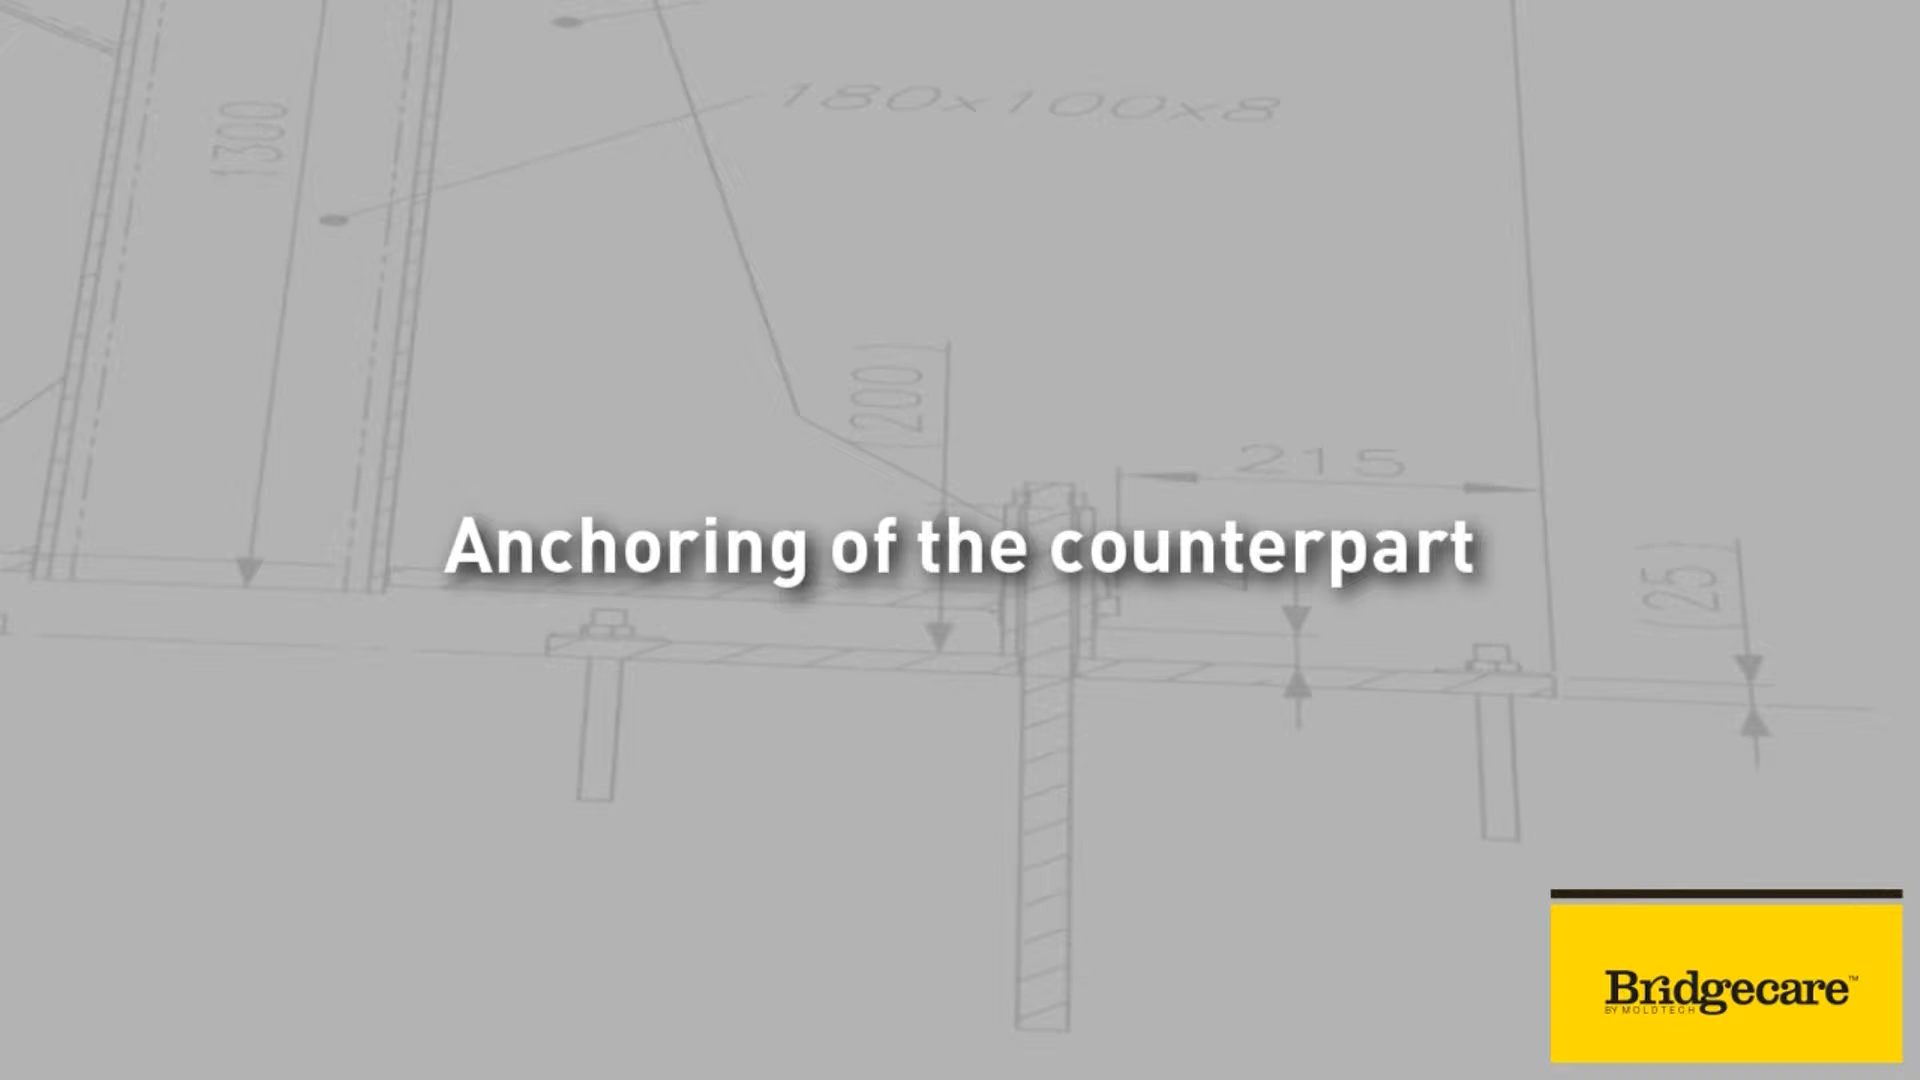 1300
180x100x8
(200)
215
Anchoring of the counterpart
(25)
Bridgecare™
BY MOLDTECH